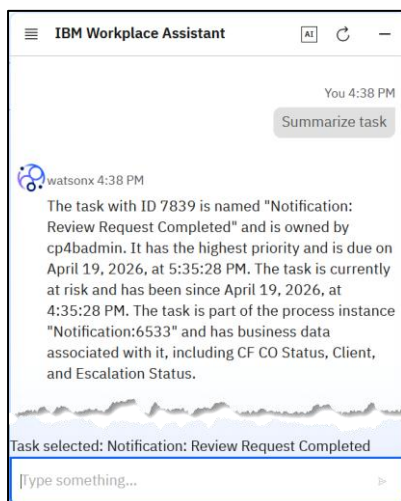 IBM Workplace Assistant AI
You 4:38 PM
Summarize task
watsonx 4:38 PM
The task with ID 7839 is named "Notification:
Review Request Completed" and is owned by
cp4badmin. It has the highest priority and is due on
April 19, 2026, at 5:35:28 PM. The task is currently
at risk and has been since April 19, 2026, at
4:35:28 PM. The task is part of the process instance
"Notification:6533" and has business data
associated with it, including CF CO Status, Client,
and Escalation Status.
Task selected: Notification: Review Request Completed
Type something...